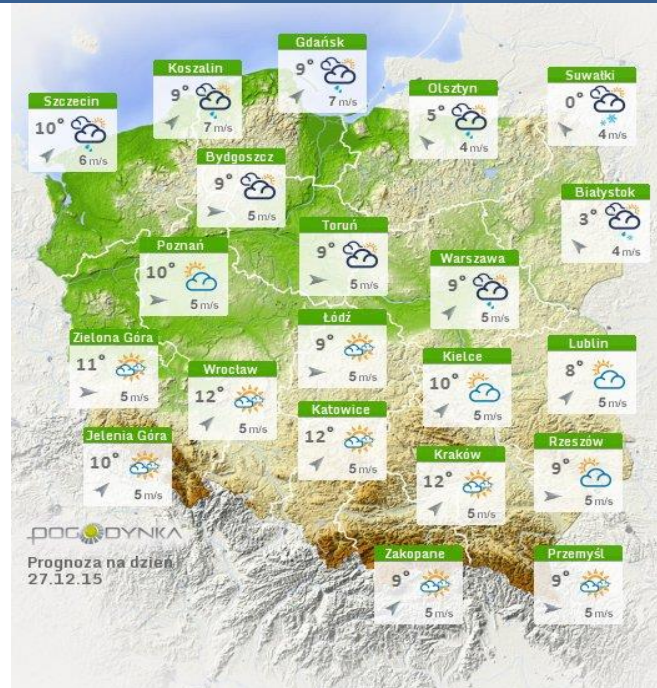 Gdańsk
9°
7 m/s
Koszalin
9°
7 m/s
Olsztyn
5°
4 m/s
Suwałki
0°
4 m/s
Szczecin
10°
6 m/s
Bydgoszcz
9°
5 m/s
Białystok
3°
4 m/s
Toruń
9°
5 m/s
Poznań
10°
5 m/s
Warszawa
9°
5 m/s
Łódź
9°
5 m/s
Zielona Góra
11°
5 m/s
Wrocław
12°
5 m/s
Kielce
10°
5 m/s
Lublin
8°
5 m/s
Katowice
12°
5 m/s
Jelenia Góra
10°
5 m/s
Kraków
12°
5 m/s
Rzeszów
9°
5 m/s
POGODYNKA
Prognoza na dzień
27.12.15
Zakopane
9°
5 m/s
Przemyśl
9°
5 m/s